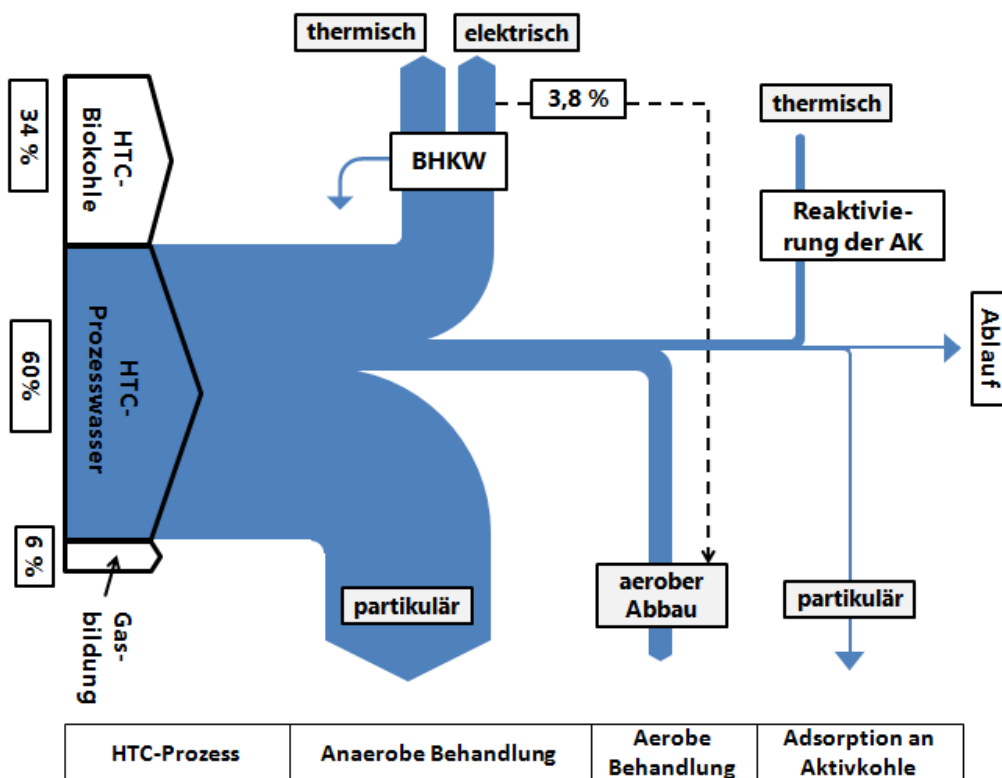 thermisch
elektrisch
3,8 %
thermisch
BHKW
34 %
HTC-
Biokohle
Reaktivie-
rung der AK
60%
HTC-
Prozesswasser
Ablauf
6 %
Gas-
bildung
partikulär
aerober
Abbau
partikulär
HTC-Prozess
Anaerobe Behandlung
Aerobe
Behandlung
Adsorption an
Aktivkohle